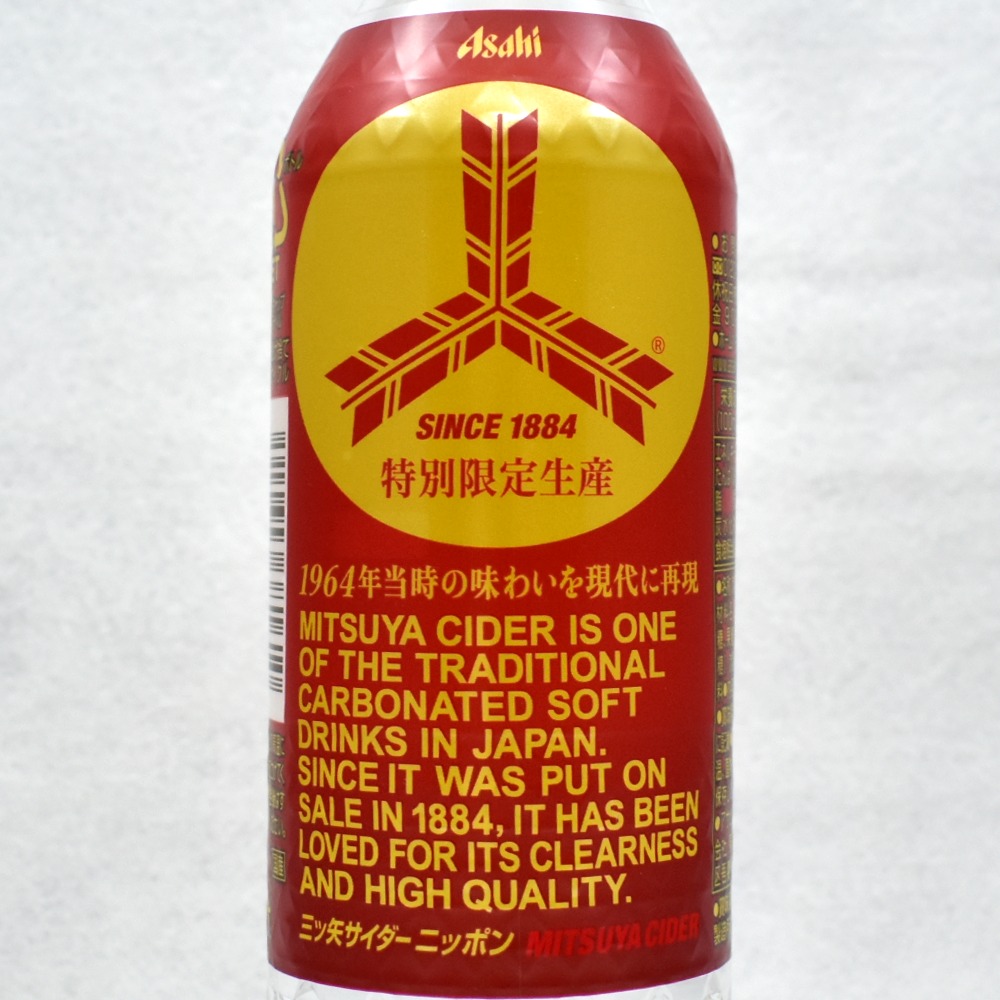 Asahi
®
SINCE 1884
特別限定生産
1964年当時の味わいを現代に再現
MITSUYA CIDER IS ONE
OF THE TRADITIONAL
CARBONATED SOFT
DRINKS IN JAPAN.
SINCE IT WAS PUT ON
SALE IN 1884, IT HAS BEEN
LOVED FOR ITS CLEARNESS
AND HIGH QUALITY.
三ツ矢サイダー ニッポン MITSUYA CIDER